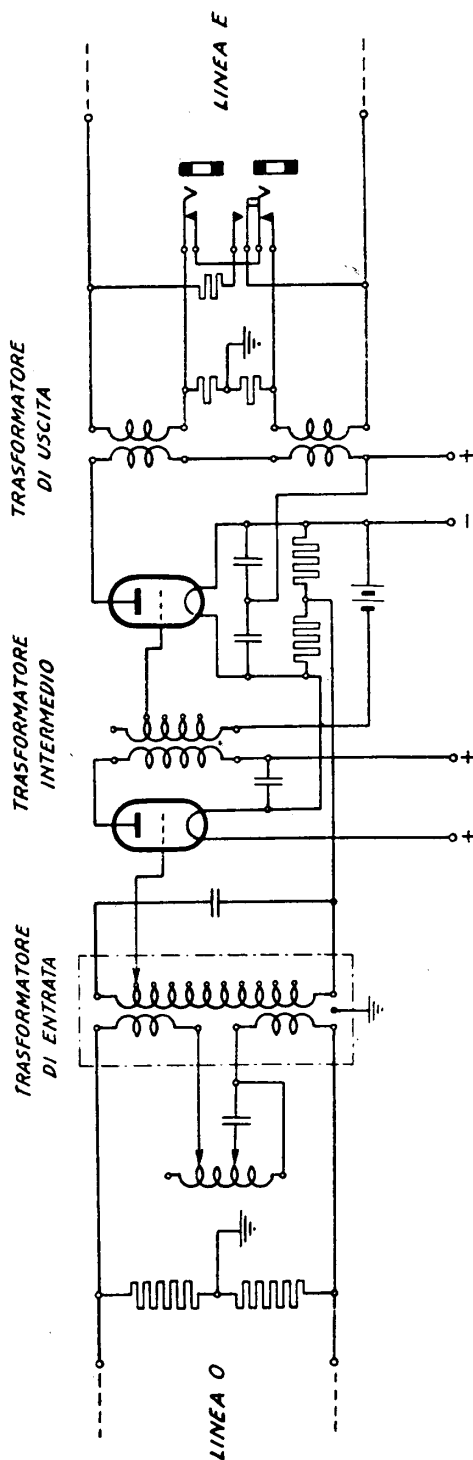 LINEA O
TRASFORMATORE
DI ENTRATA
TRASFORMATORE
INTERMEDIO
TRASFORMATORE
DI USCITA
LINEA E
+
+
-
+